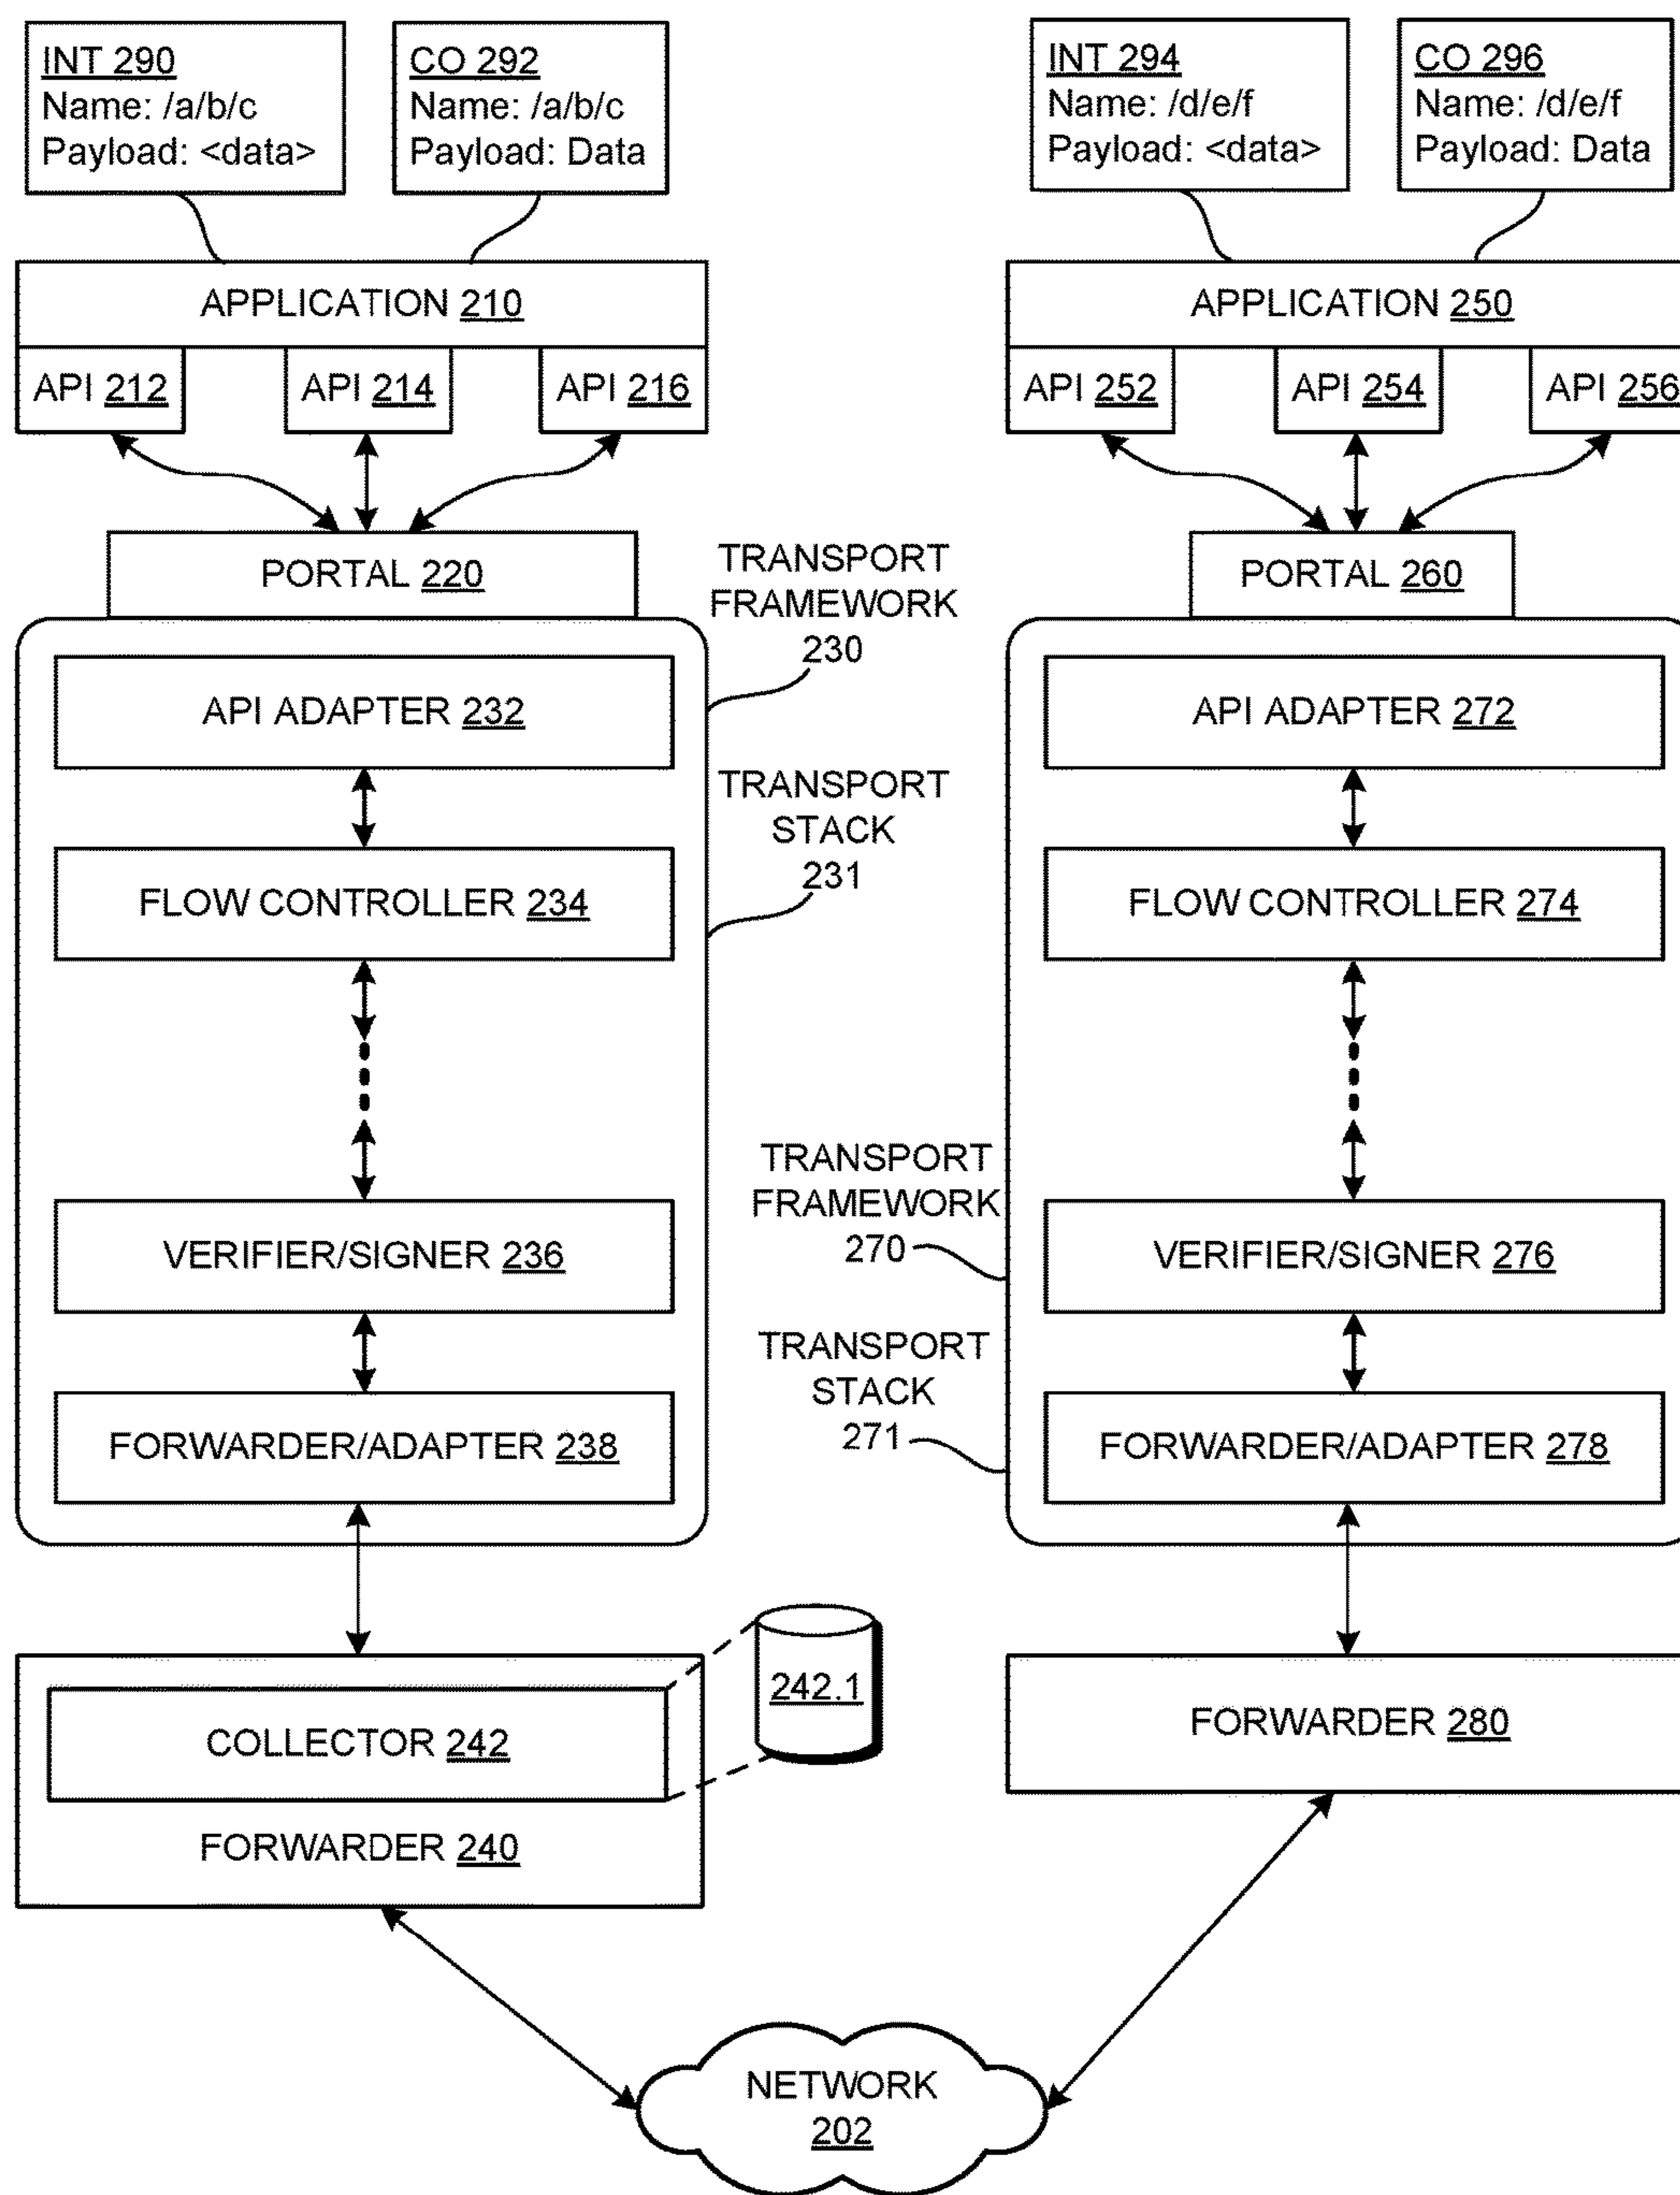 INT 290
Name: /a/b/c
Payload: <data>
CO 292
Name: /a/b/c
Payload: Data
INT 294
Name: /d/e/f
Payload: <data>
CO 296
Name: /d/e/f
Payload: Data
APPLICATION 210
API 212
API 214
API 216
APPLICATION 250
API 252
API 254
API 256
PORTAL 220
PORTAL 260
TRANSPORT
FRAMEWORK
230
API ADAPTER 232
API ADAPTER 272
TRANSPORT
STACK
231
FLOW CONTROLLER 234
FLOW CONTROLLER 274
TRANSPORT
FRAMEWORK
270
VERIFIER/SIGNER 236
VERIFIER/SIGNER 276
TRANSPORT
STACK
271
FORWARDER/ADAPTER 238
FORWARDER/ADAPTER 278
242.1
COLLECTOR 242
FORWARDER 240
FORWARDER 280
NETWORK
202